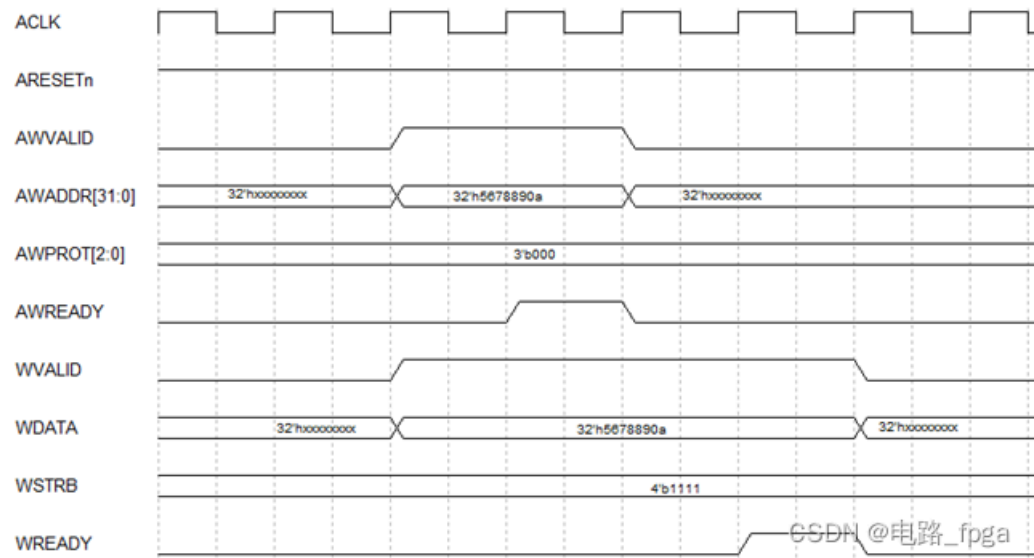 ACLK
ARESETn
AWVALID
AWADDR[31:0] 32'hxxxxxxxx 32'h5678890a 32'hxxxxxxxx
AWPROT[2:0] 3'b000
AWREADY
WVALID
WDATA 32'hxxxxxxxx 32'h5678890a 32'hxxxxxxxx
WSTRB 4'b1111
WREADY CSDN @电路_fpga